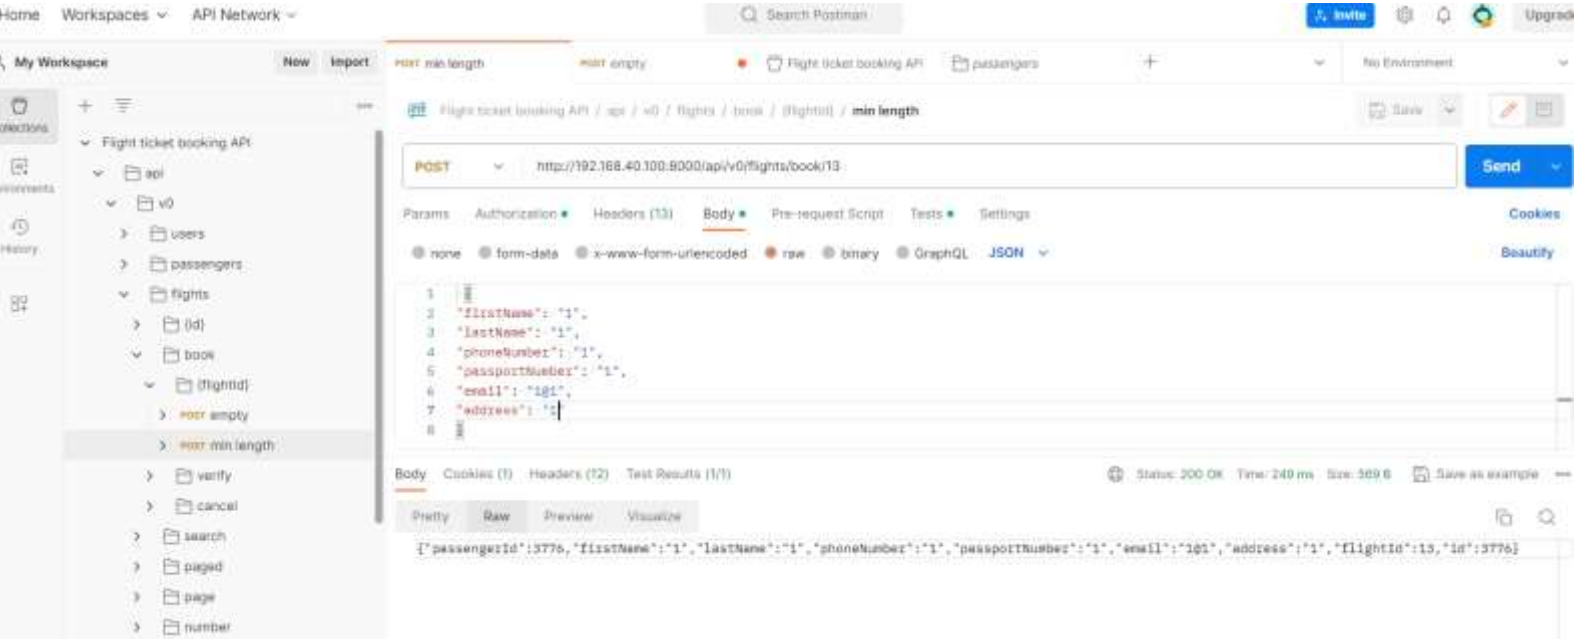 Home Workspaces API Network Search Postman Invite Upgrade
My Workspace New Import POST min length POST empty Flight ticket booking API passengers No Environment
Flight ticket booking API / api / v0 / flights / book / {flightId} / min length Save
Collections
Flight ticket booking API
POST http://192.168.40.100:8000/api/v0/flights/book/13 Send
api
Environments
v0
Params Authorization Headers (13) Body Pre-request Script Tests Settings Cookies
users
History
none form-data x-www-form-urlencoded raw binary GraphQL JSON Beautify
passengers
flights
1 {
2 "firstName": "1",
{id}
3 "lastName": "1",
book
4 "phoneNumber": "1",
5 "passportNumber": "1",
{flightId}
6 "email": "1@1",
7 "address": "1"
POST empty
8 }
POST min length
Body Cookies (1) Headers (12) Test Results (1/1) Status: 200 OK Time: 249 ms Size: 569 B Save as example
verify
cancel
Pretty Raw Preview Visualize
search
{"passengerId":3776,"firstName":"1","lastName":"1","phoneNumber":"1","passportNumber":"1","email":"1@1","address":"1","flightId":13,"id":3776}
paged
page
number